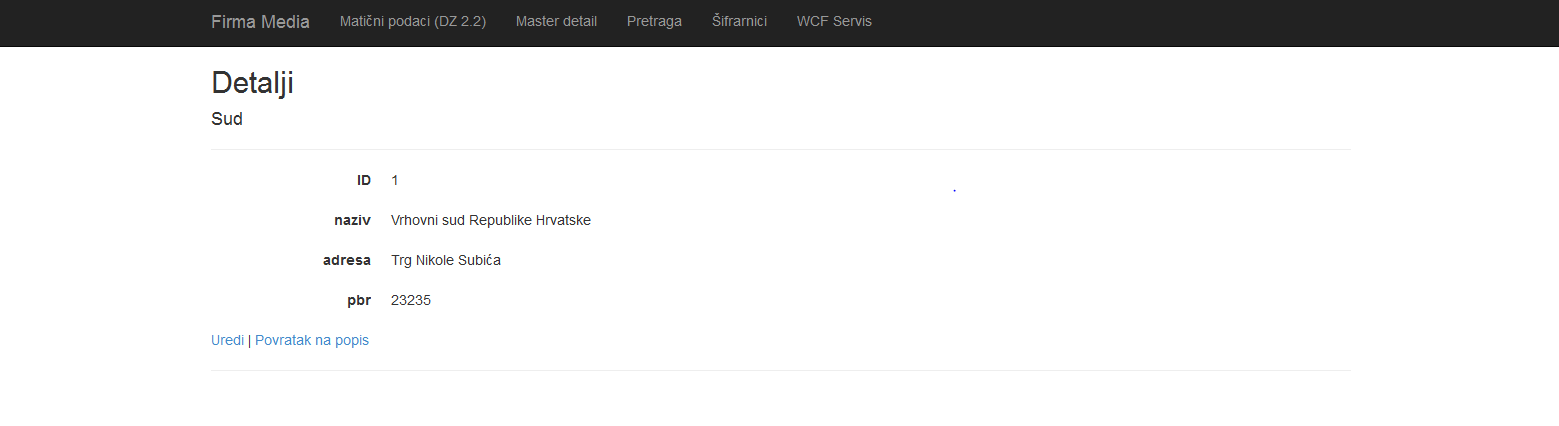 Firma Media Matični podaci (DZ 2.2) Master detail Pretraga Šifrarnici WCF Servis
Detalji
Sud
ID 1
naziv Vrhovni sud Republike Hrvatske
adresa Trg Nikole Subića
pbr 23235
Uredi | Povratak na popis